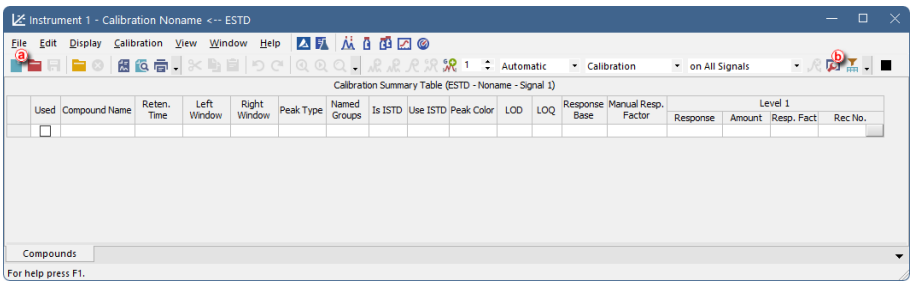 Instrument 1 - Calibration Noname <-- ESTD
File Edit Display Calibration View Window Help
a
1 Automatic Calibration on All Signals
b
Calibration Summary Table (ESTD - Noname - Signal 1)
Used Compound Name Reten. Time Left Window Right Window Peak Type Named Groups Is ISTD Use ISTD Peak Color LOD LOQ Response Base Manual Resp. Factor Level 1
Response Amount Resp. Fact Rec No.
Compounds
For help press F1.